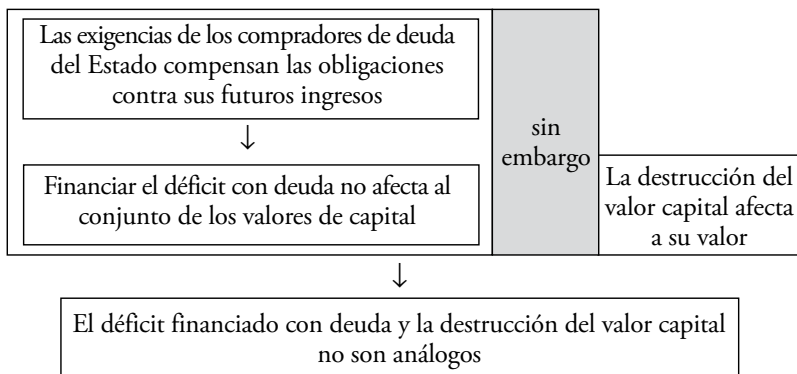 Las exigencias de los compradores de deuda
del Estado compensan las obligaciones
contra sus futuros ingresos
↓
Financiar el déficit con deuda no afecta al
conjunto de los valores de capital
sin
embargo
La destrucción del
valor capital afecta
a su valor
↓
El déficit financiado con deuda y la destrucción del valor capital
no son análogos